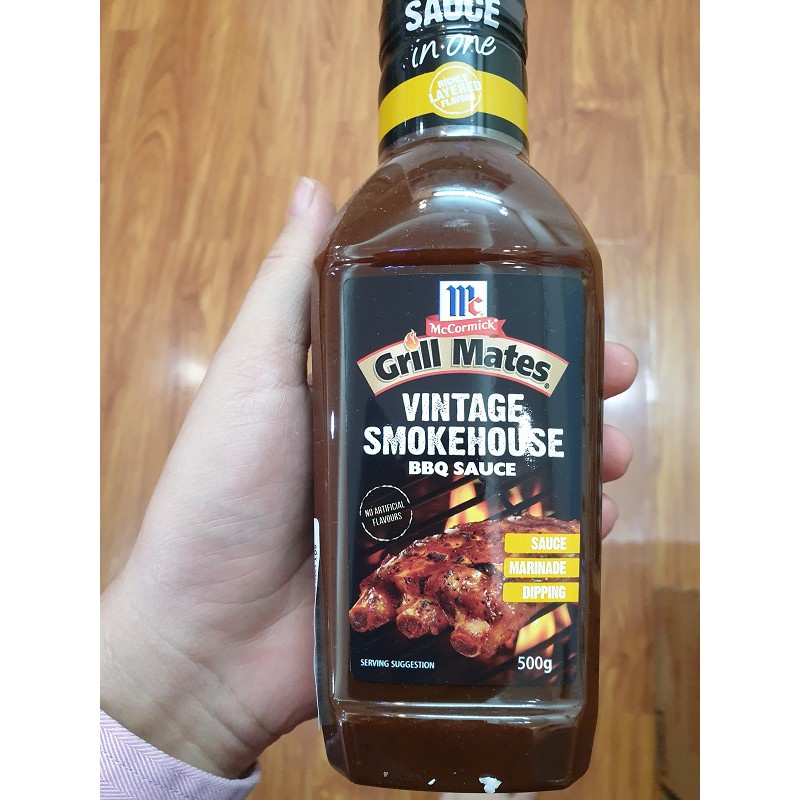 SAUCE
in·one
RICHLY
LAYERED
FLAVOUR
Mc
McCormick®
Grill Mates®
VINTAGE
SMOKEHOUSE
BBQ SAUCE
NO ARTIFICIAL
FLAVOURS
SAUCE
MARINADE
DIPPING
SERVING SUGGESTION
500g